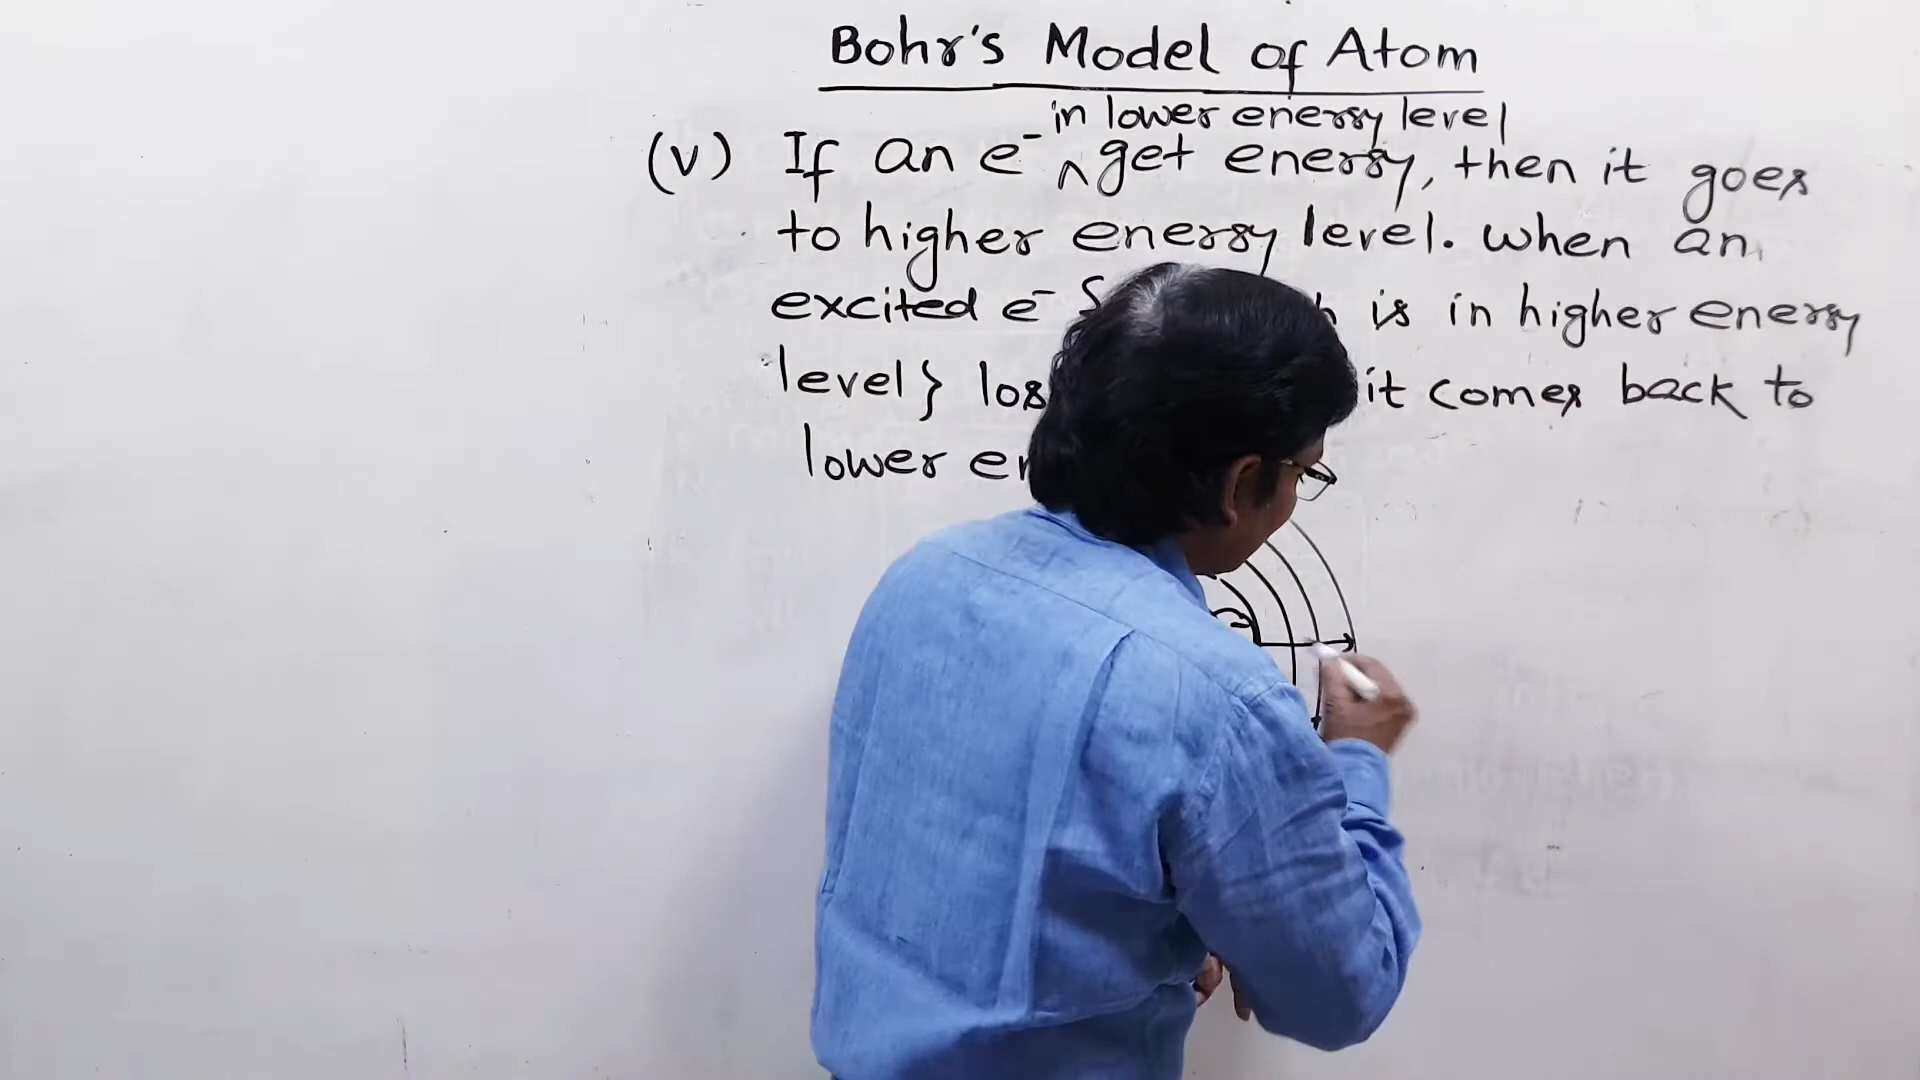 Bohr's Model of Atom
in lower energy level
(v) If an e⁻ ^ get energy, then it goes
to higher energy level. When an
excited e⁻ { is in higher energy
level} it comes back to
lower